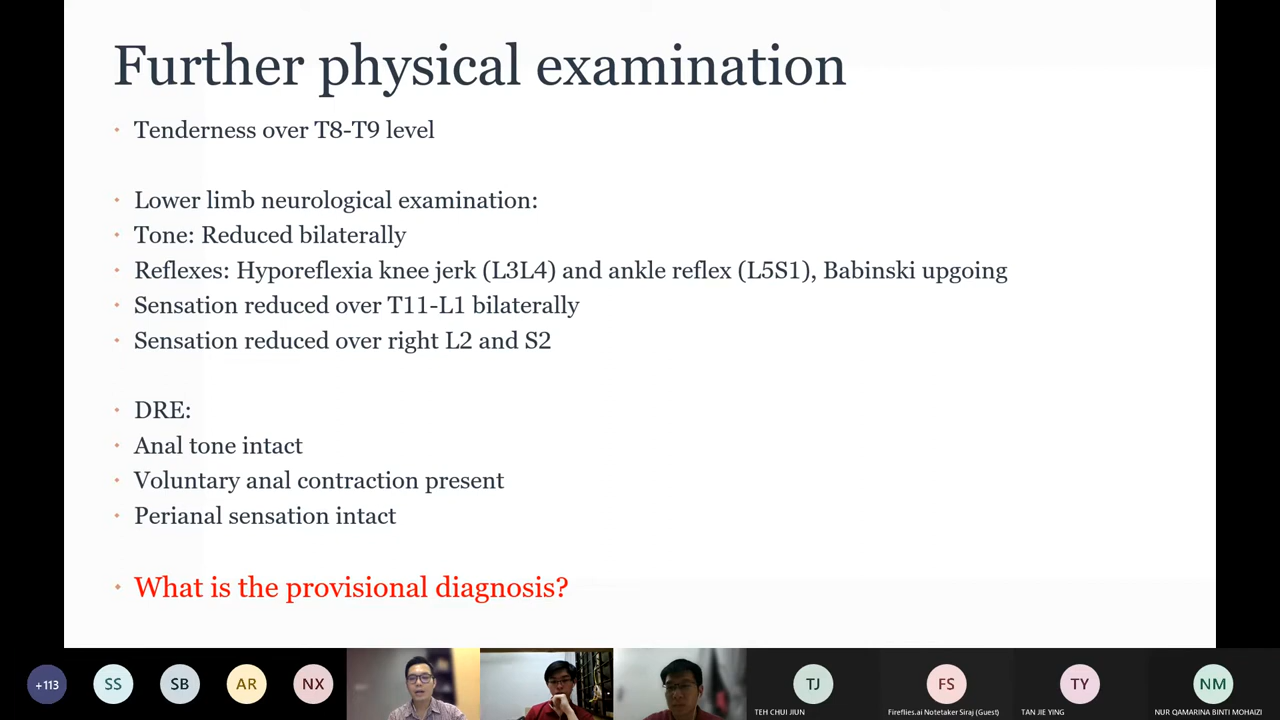 Further physical examination
Tenderness over T8-T9 level
Lower limb neurological examination:
Tone: Reduced bilaterally
Reflexes: Hyporeflexia knee jerk (L3L4) and ankle reflex (L5S1), Babinski upgoing
Sensation reduced over T11-L1 bilaterally
Sensation reduced over right L2 and S2
DRE:
Anal tone intact
Voluntary anal contraction present
Perianal sensation intact
What is the provisional diagnosis?
+113 SS SB AR NX TJ FS TY NM
TEH CHUI JIUN Fireflies.ai Notetaker Siraj (Guest) TAN JIE YING NUR QAMARINA BINTI MOHAIZI